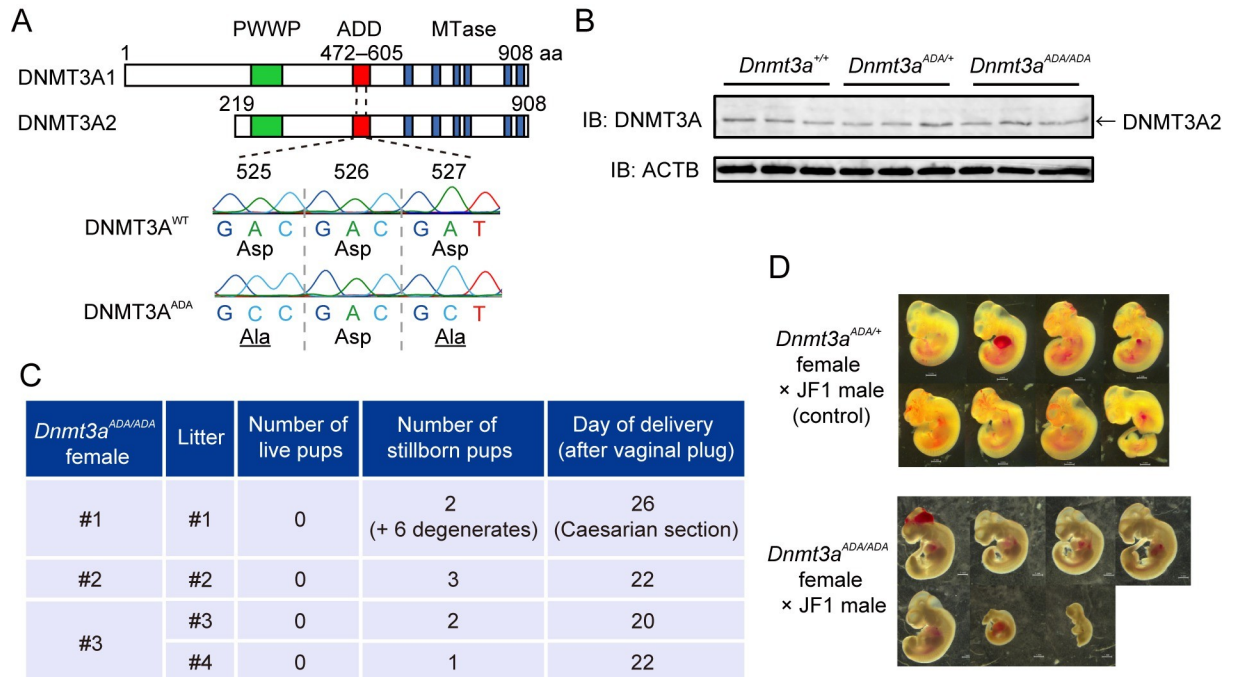 A
PWWP ADD MTase
1 472–605 908 aa
DNMT3A1
219 908
DNMT3A2
525 526 527
DNMT3A^WT
G A C G A C G A T
Asp Asp Asp
DNMT3A^ADA
G C C G A C G C T
Ala Asp Ala
B
Dnmt3a^+/+ Dnmt3a^ADA/+ Dnmt3a^ADA/ADA
IB: DNMT3A
← DNMT3A2
IB: ACTB
C
Dnmt3a^ADA/ADA female Litter Number of live pups Number of stillborn pups Day of delivery (after vaginal plug)
#1 #1 0 2 (+ 6 degenerates) 26 (Caesarian section)
#2 #2 0 3 22
#3 #3 0 2 20
#4 0 1 22
D
Dnmt3a^ADA/+
female
× JF1 male
(control)
Dnmt3a^ADA/ADA
female
× JF1 male